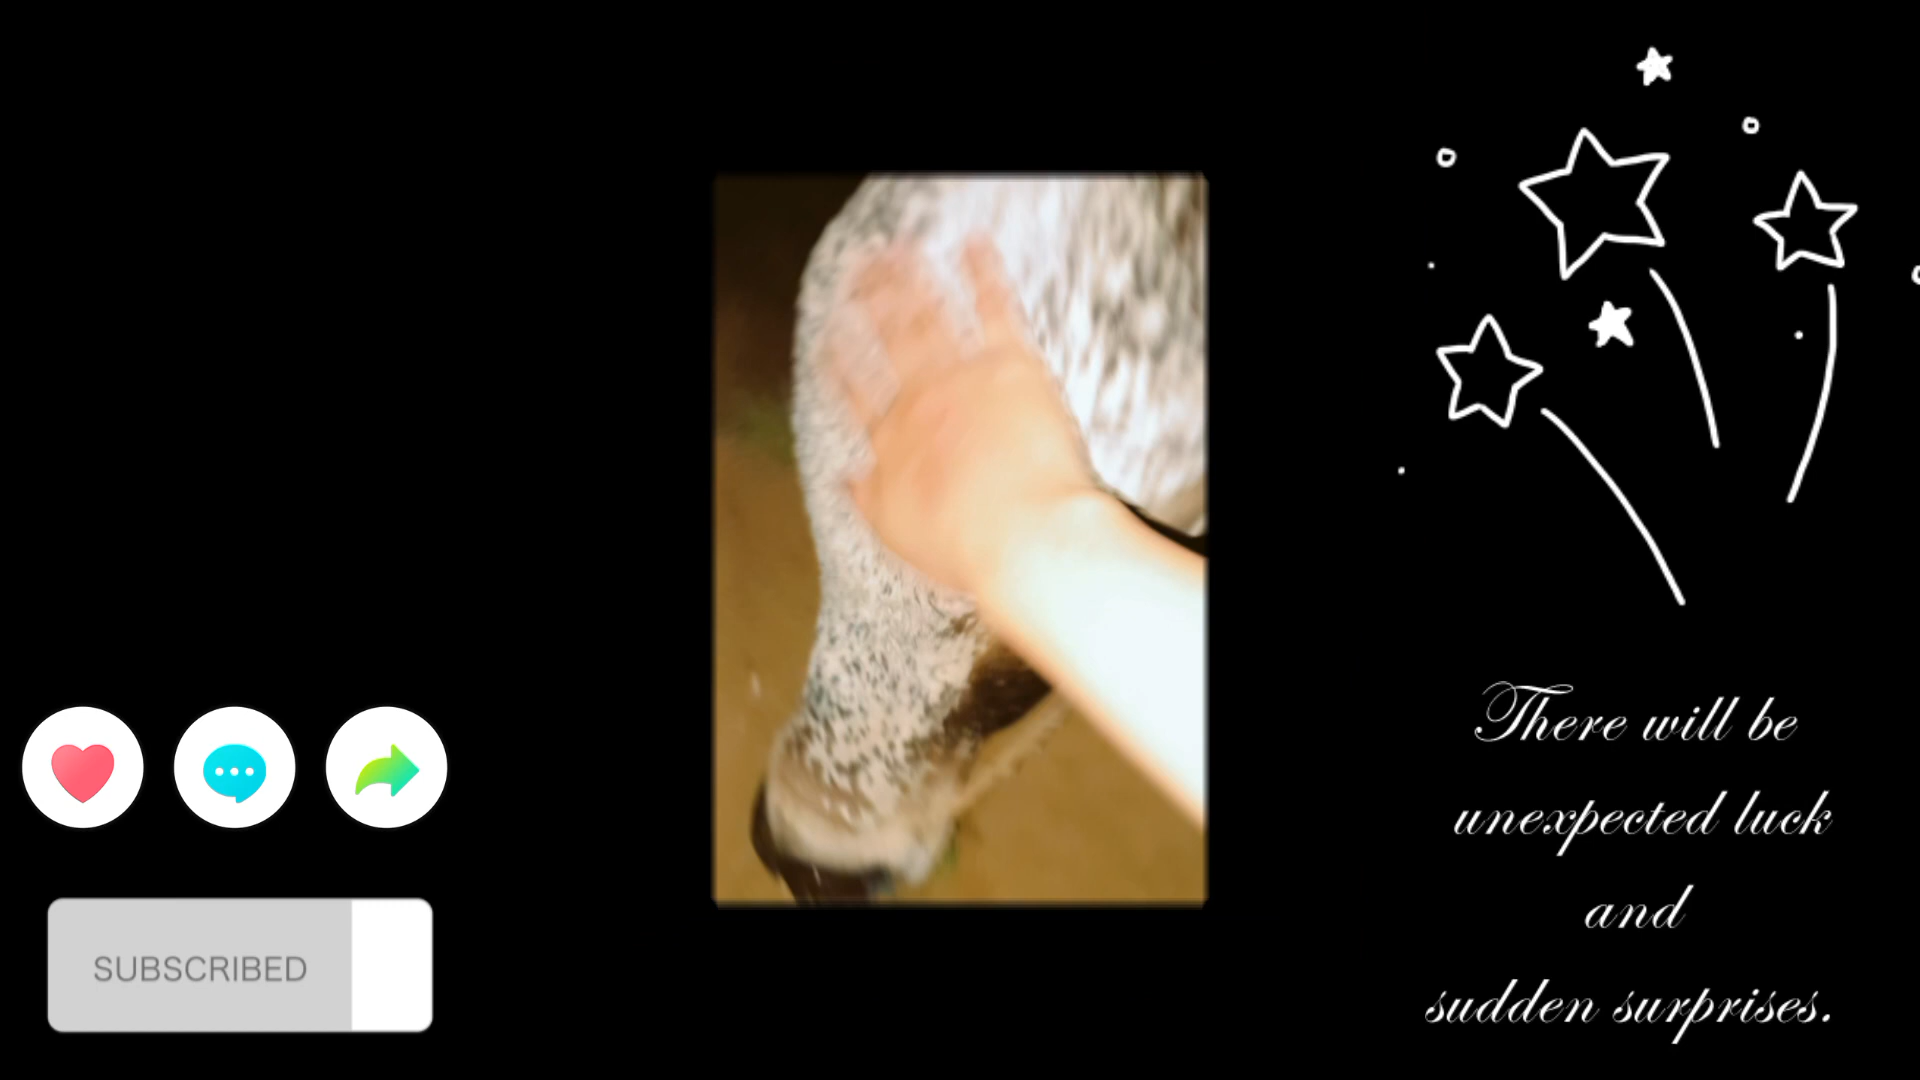 SUBSCRIBED
There will be
unexpected luck
and
sudden surprises.